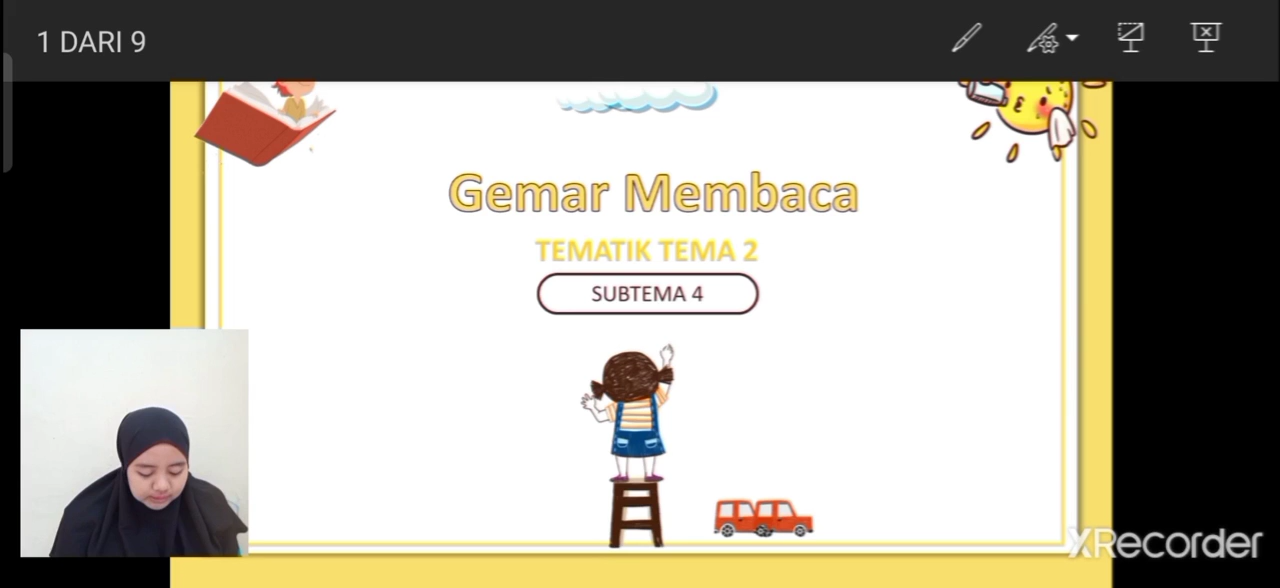 1 DARI 9
Gemar Membaca
TEMATIK TEMA 2
SUBTEMA 4
XRecorder